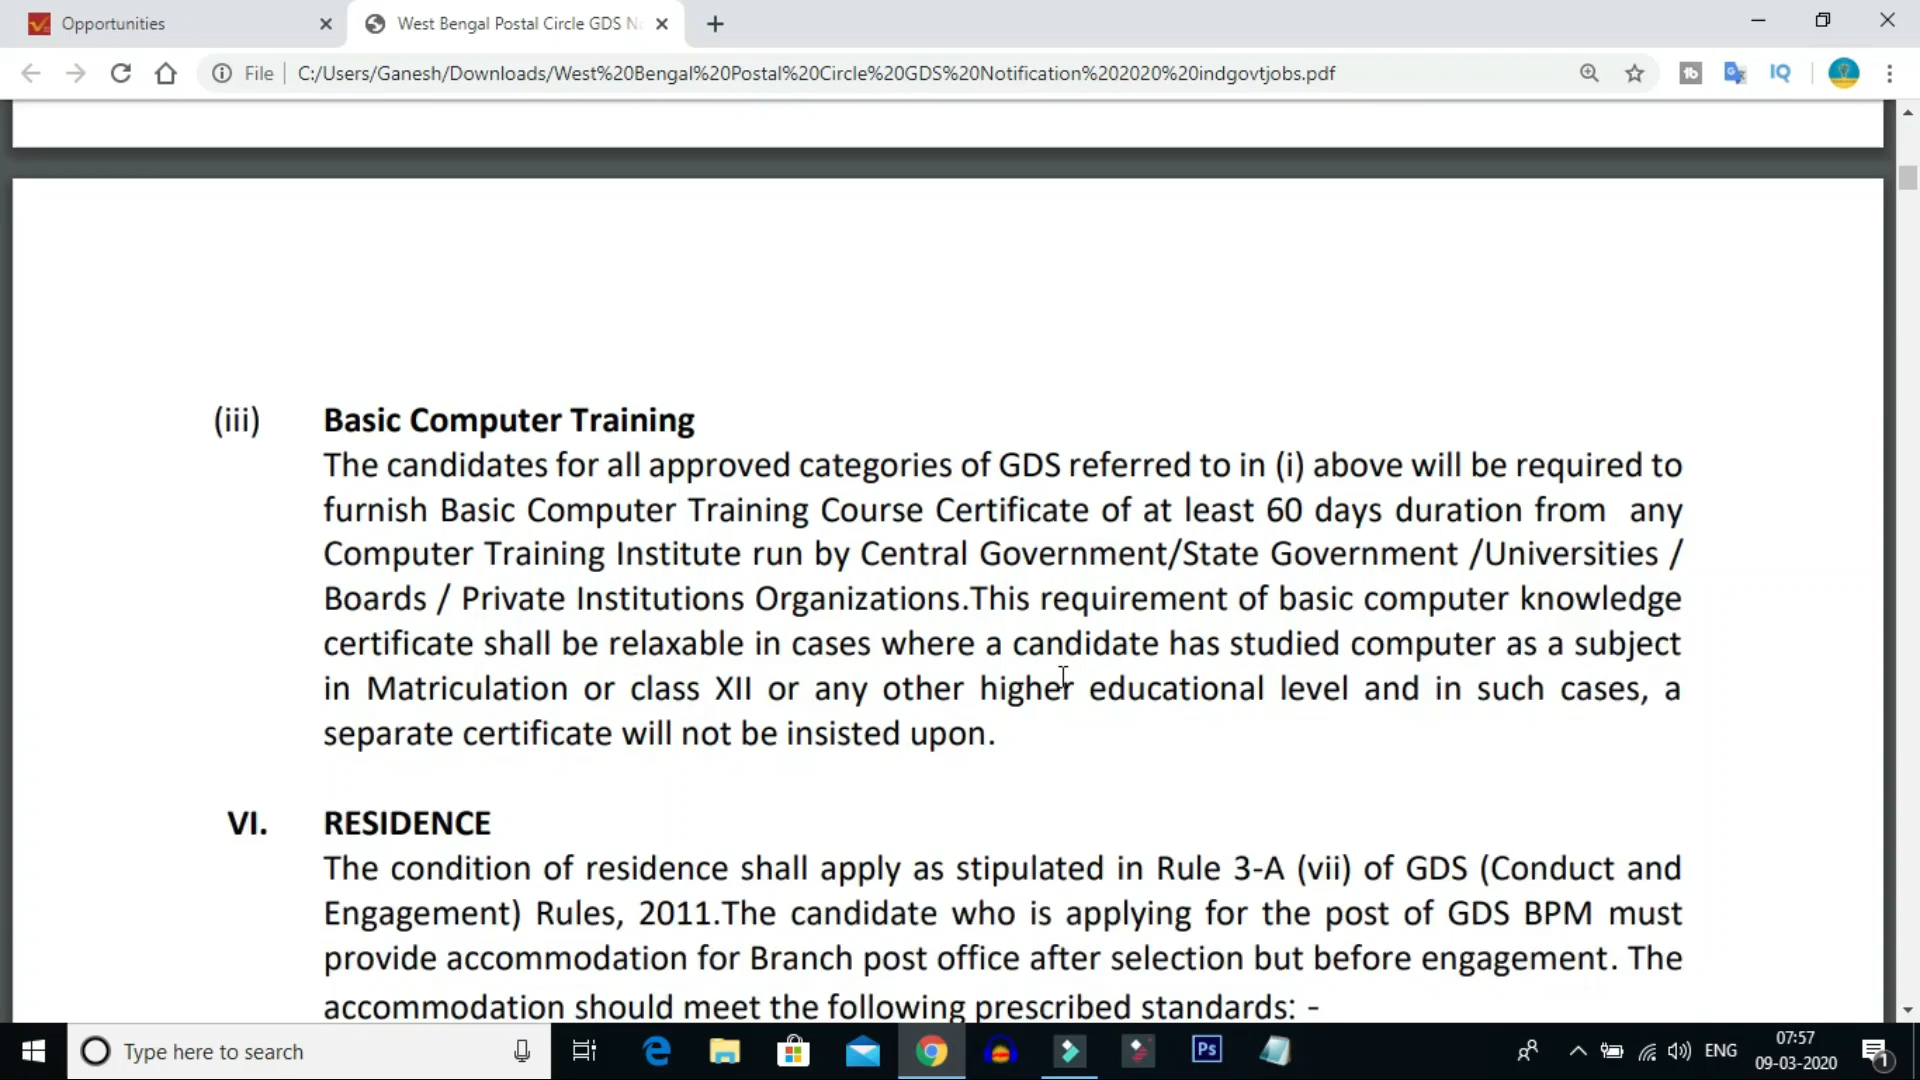 Opportunities
West Bengal Postal Circle GDS N
File
C:/Users/Ganesh/Downloads/West%20Bengal%20Postal%20Circle%20GDS%20Notification%202020%20indgovtjobs.pdf
IQ
(iii) Basic Computer Training
The candidates for all approved categories of GDS referred to in (i) above will be required to
furnish Basic Computer Training Course Certificate of at least 60 days duration from any
Computer Training Institute run by Central Government/State Government /Universities /
Boards / Private Institutions Organizations.This requirement of basic computer knowledge
certificate shall be relaxable in cases where a candidate has studied computer as a subject
in Matriculation or class XII or any other higher educational level and in such cases, a
separate certificate will not be insisted upon.
VI. RESIDENCE
The condition of residence shall apply as stipulated in Rule 3-A (vii) of GDS (Conduct and
Engagement) Rules, 2011.The candidate who is applying for the post of GDS BPM must
provide accommodation for Branch post office after selection but before engagement. The
accommodation should meet the following prescribed standards: -
Type here to search
Ps
ENG
07:57
09-03-2020
1